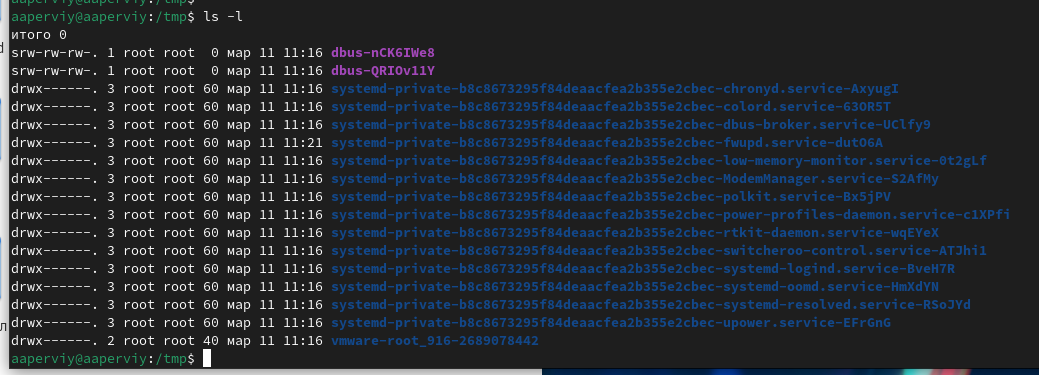 aaperviy@aaperviy:/tmp$ ls -l
итого 0
srw-rw-rw-. 1 root root  0 мар 11 11:16 dbus-nCK6IWe8
srw-rw-rw-. 1 root root  0 мар 11 11:16 dbus-QRIOv11Y
drwx------. 3 root root 60 мар 11 11:16 systemd-private-b8c8673295f84deaacfea2b355e2cbec-chronyd.service-AxyugI
drwx------. 3 root root 60 мар 11 11:16 systemd-private-b8c8673295f84deaacfea2b355e2cbec-colord.service-63OR5T
drwx------. 3 root root 60 мар 11 11:16 systemd-private-b8c8673295f84deaacfea2b355e2cbec-dbus-broker.service-UClfy9
drwx------. 3 root root 60 мар 11 11:21 systemd-private-b8c8673295f84deaacfea2b355e2cbec-fwupd.service-dutO6A
drwx------. 3 root root 60 мар 11 11:16 systemd-private-b8c8673295f84deaacfea2b355e2cbec-low-memory-monitor.service-0t2gLf
drwx------. 3 root root 60 мар 11 11:16 systemd-private-b8c8673295f84deaacfea2b355e2cbec-ModemManager.service-S2AfMy
drwx------. 3 root root 60 мар 11 11:16 systemd-private-b8c8673295f84deaacfea2b355e2cbec-polkit.service-Bx5jPV
drwx------. 3 root root 60 мар 11 11:16 systemd-private-b8c8673295f84deaacfea2b355e2cbec-power-profiles-daemon.service-c1XPfi
drwx------. 3 root root 60 мар 11 11:16 systemd-private-b8c8673295f84deaacfea2b355e2cbec-rtkit-daemon.service-wqEYeX
drwx------. 3 root root 60 мар 11 11:16 systemd-private-b8c8673295f84deaacfea2b355e2cbec-switcheroo-control.service-ATJhi1
drwx------. 3 root root 60 мар 11 11:16 systemd-private-b8c8673295f84deaacfea2b355e2cbec-systemd-logind.service-BveH7R
drwx------. 3 root root 60 мар 11 11:16 systemd-private-b8c8673295f84deaacfea2b355e2cbec-systemd-oomd.service-HmXdYN
drwx------. 3 root root 60 мар 11 11:16 systemd-private-b8c8673295f84deaacfea2b355e2cbec-systemd-resolved.service-RSoJYd
drwx------. 3 root root 60 мар 11 11:16 systemd-private-b8c8673295f84deaacfea2b355e2cbec-upower.service-EFrGnG
drwx------. 2 root root 40 мар 11 11:16 vmware-root_916-2689078442
aaperviy@aaperviy:/tmp$